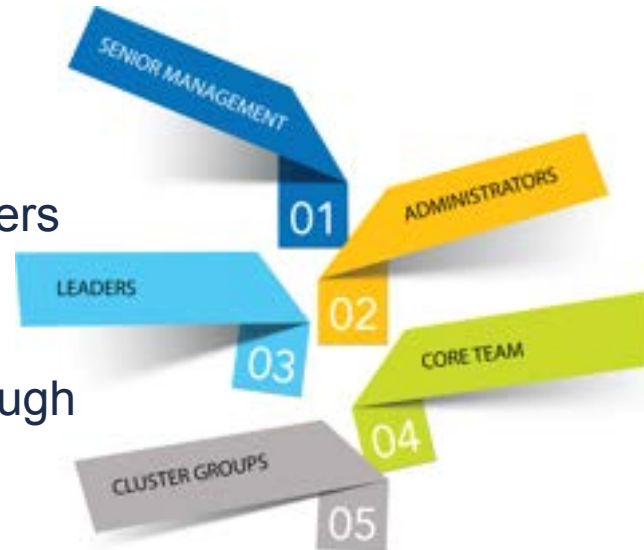 SENIOR MANAGEMENT
01
ers
ADMINISTRATORS
02
LEADERS
03
CORE TEAM
04
ugh
CLUSTER GROUPS
05